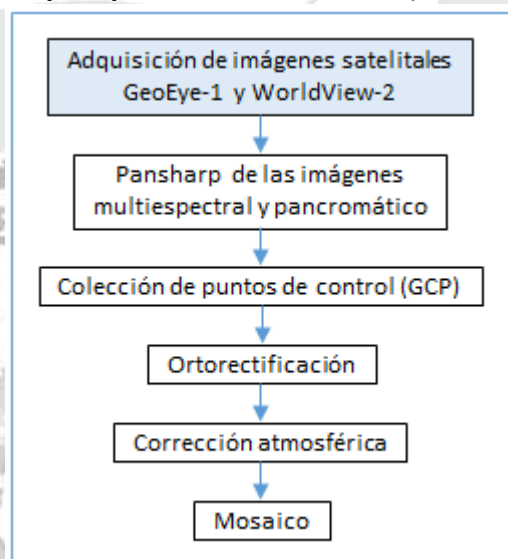 Adquisición de imágenes satelitales
GeoEye-1 y WorldView-2
Pansharp de las imágenes
multiespectral y pancromático
Colección de puntos de control (GCP)
Ortorectificación
Corrección atmosférica
Mosaico